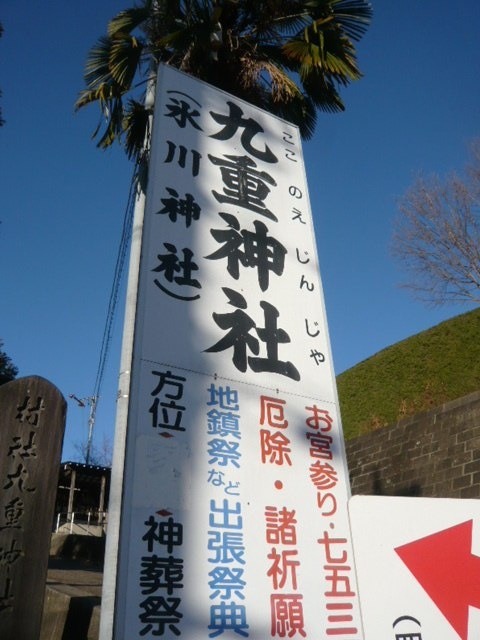 ここのえじんじゃ
九重神社
（氷川神社）
お宮参り・七五三
厄除・諸祈願
地鎮祭など出張祭典
方位
神葬祭
村社九重神社